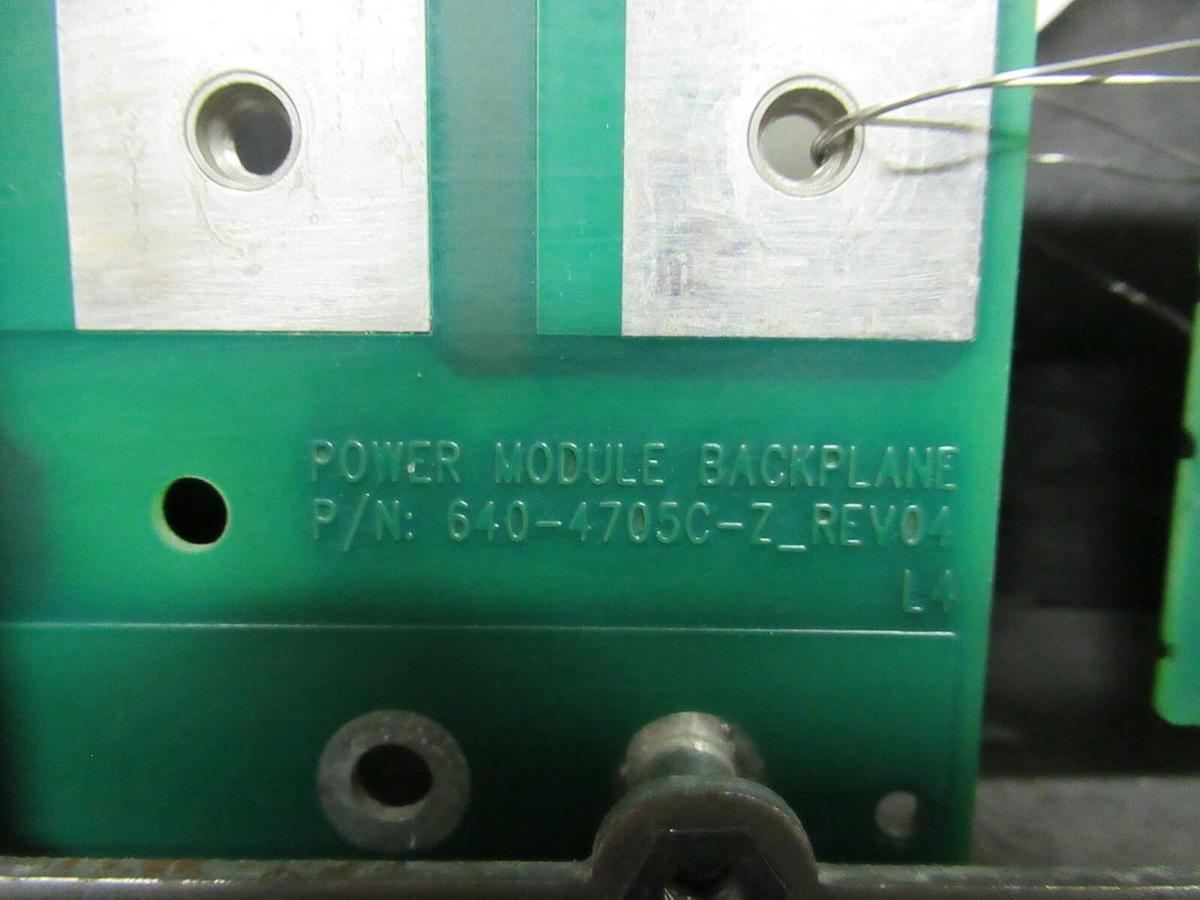 POWER MODULE BACKPLANE
P/N: 640-4705C-Z_REV04
L4